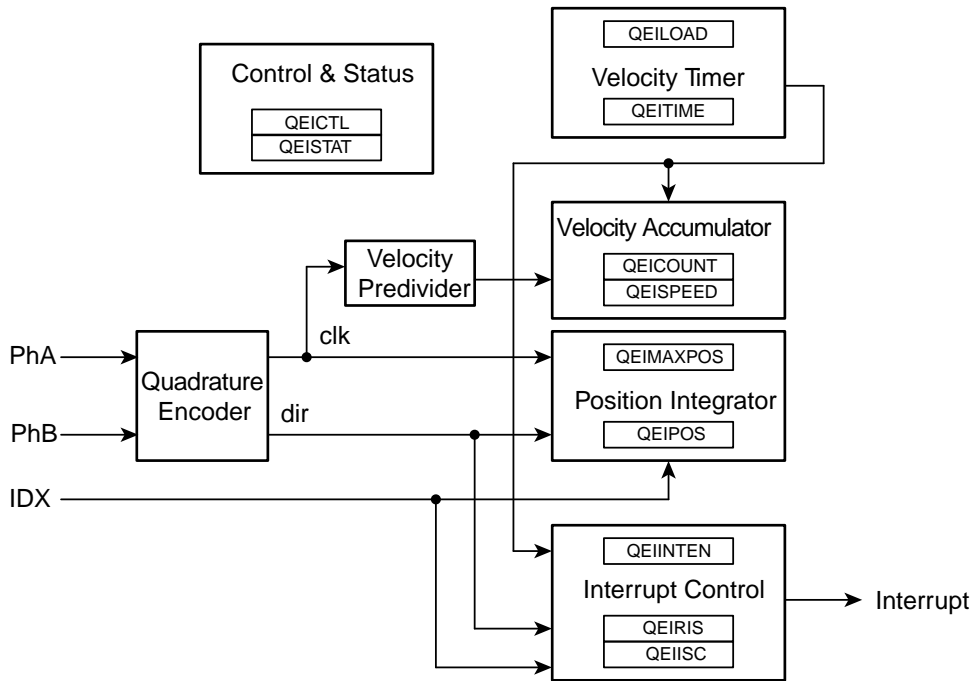 QEILOAD
Control & Status
Velocity Timer
QEICTL
QEITIME
QEISTAT
Velocity Accumulator
Velocity
Predivider
QEICOUNT
QEISPEED
clk
PhA
QEIMAXPOS
Quadrature
Encoder
dir
Position Integrator
PhB
QEIPOS
IDX
QEIINTEN
Interrupt Control
Interrupt
QEIRIS
QEIISC